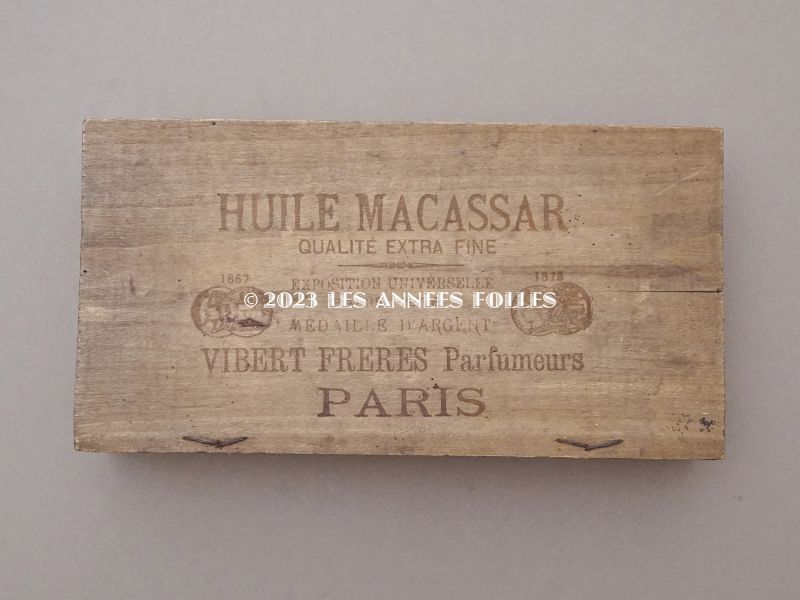 HUILE MACASSAR
QUALITÉ EXTRA FINE
1867
1878
EXPOSITION UNIVERSELLE
© 2023 LES ANNEES FOLLES
MÉDAILLE D'ARGENT
VIBERT FRERES Parfumeurs
PARIS